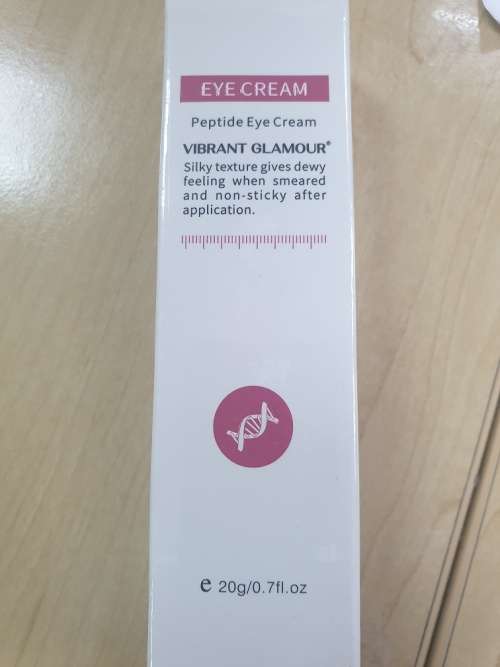 EYE CREAM
Peptide Eye Cream
VIBRANT GLAMOUR®
Silky texture gives dewy
feeling when smeared
and non-sticky after
application.
e 20g/0.7fl.oz